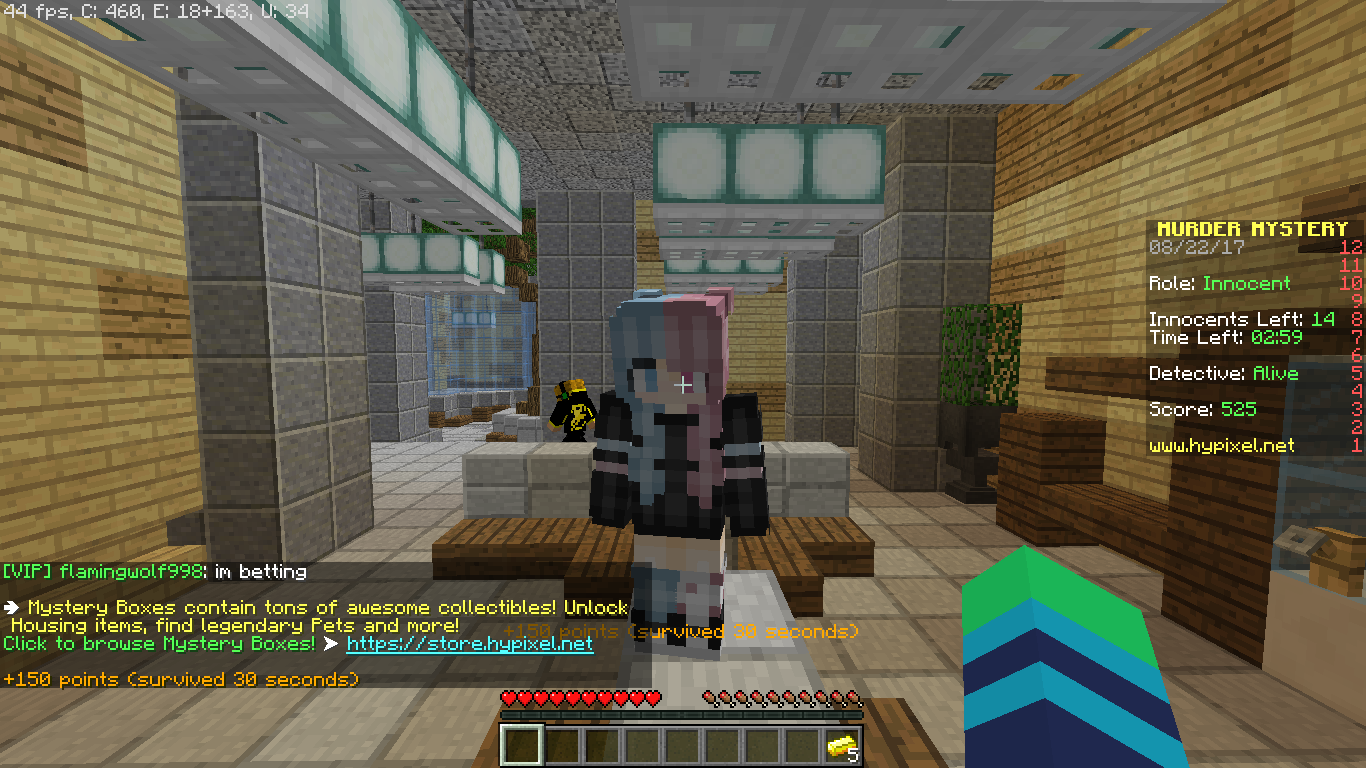 44 fps, C: 460, E: 18+163, U: 34
MURDER MYSTERY
08/22/17 12
11
Role: Innocent 10
9
Innocents Left: 14 8
Time Left: 02:59 7
6
Detective: Alive 5
4
Score: 525 3
2
www.hypixel.net 1
[VIP] flamingwolf998: im betting
➔ Mystery Boxes contain tons of awesome collectibles! Unlock
Housing items, find legendary Pets and more!
Click to browse Mystery Boxes! ➤ https://store.hypixel.net
+150 points (survived 30 seconds)
+150 points (survived 30 seconds)
5